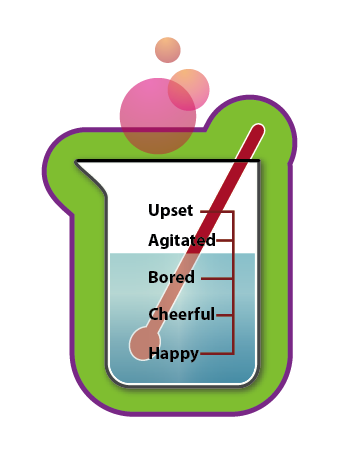 Upset
Agitated
Bored
Cheerful
Happy